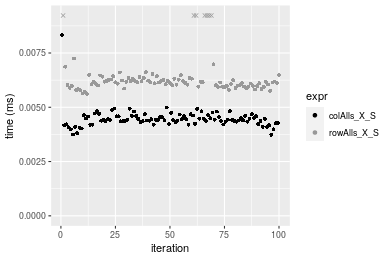 time (ms)
0.0075
0.0050
0.0025
0.0000
0
25
50
75
100
iteration
expr
colAlls_X_S
rowAlls_X_S